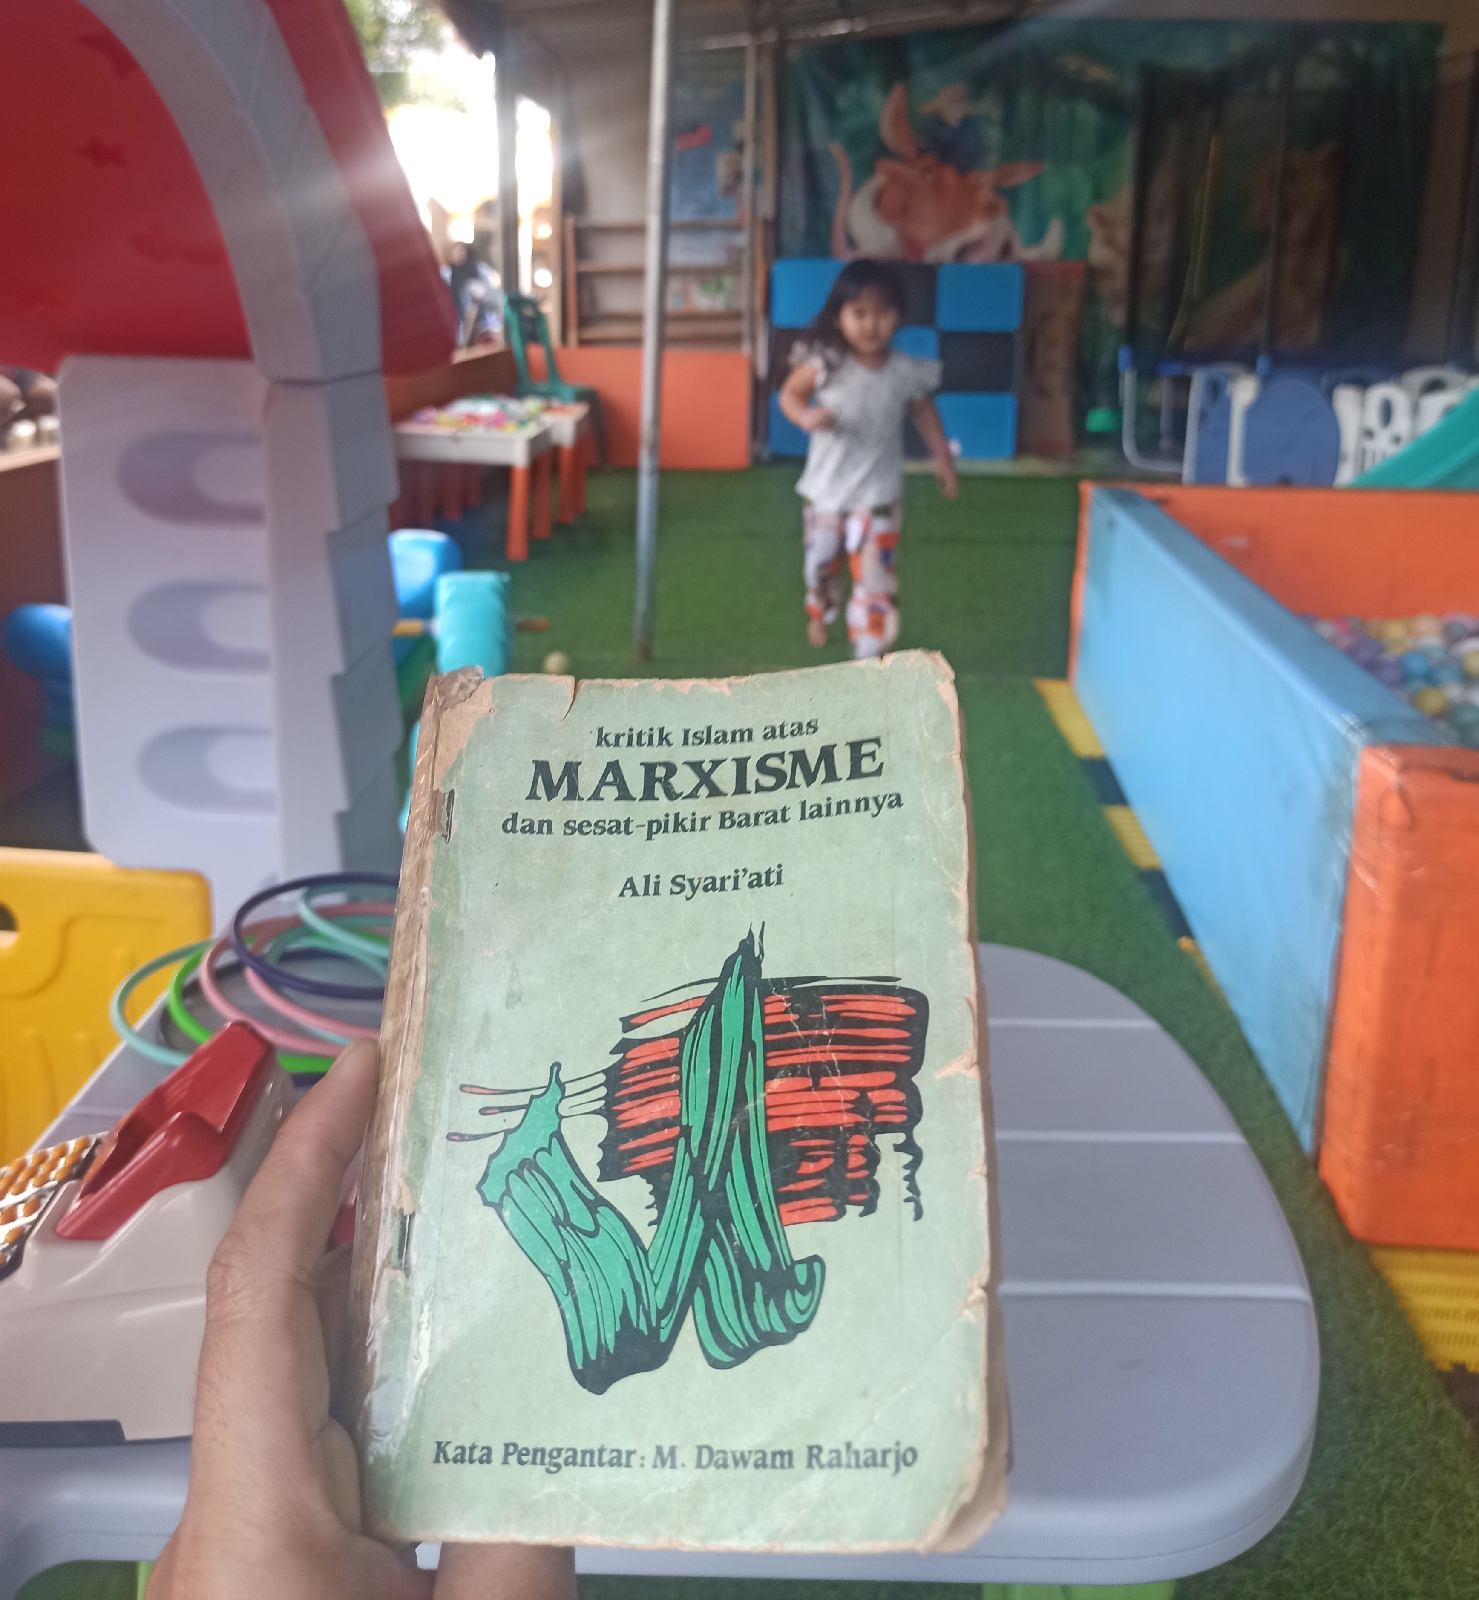 kritik Islam atas
MARXISME
dan sesat-pikir Barat lainnya
Ali Syari'ati
Kata Pengantar: M. Dawam Raharjo